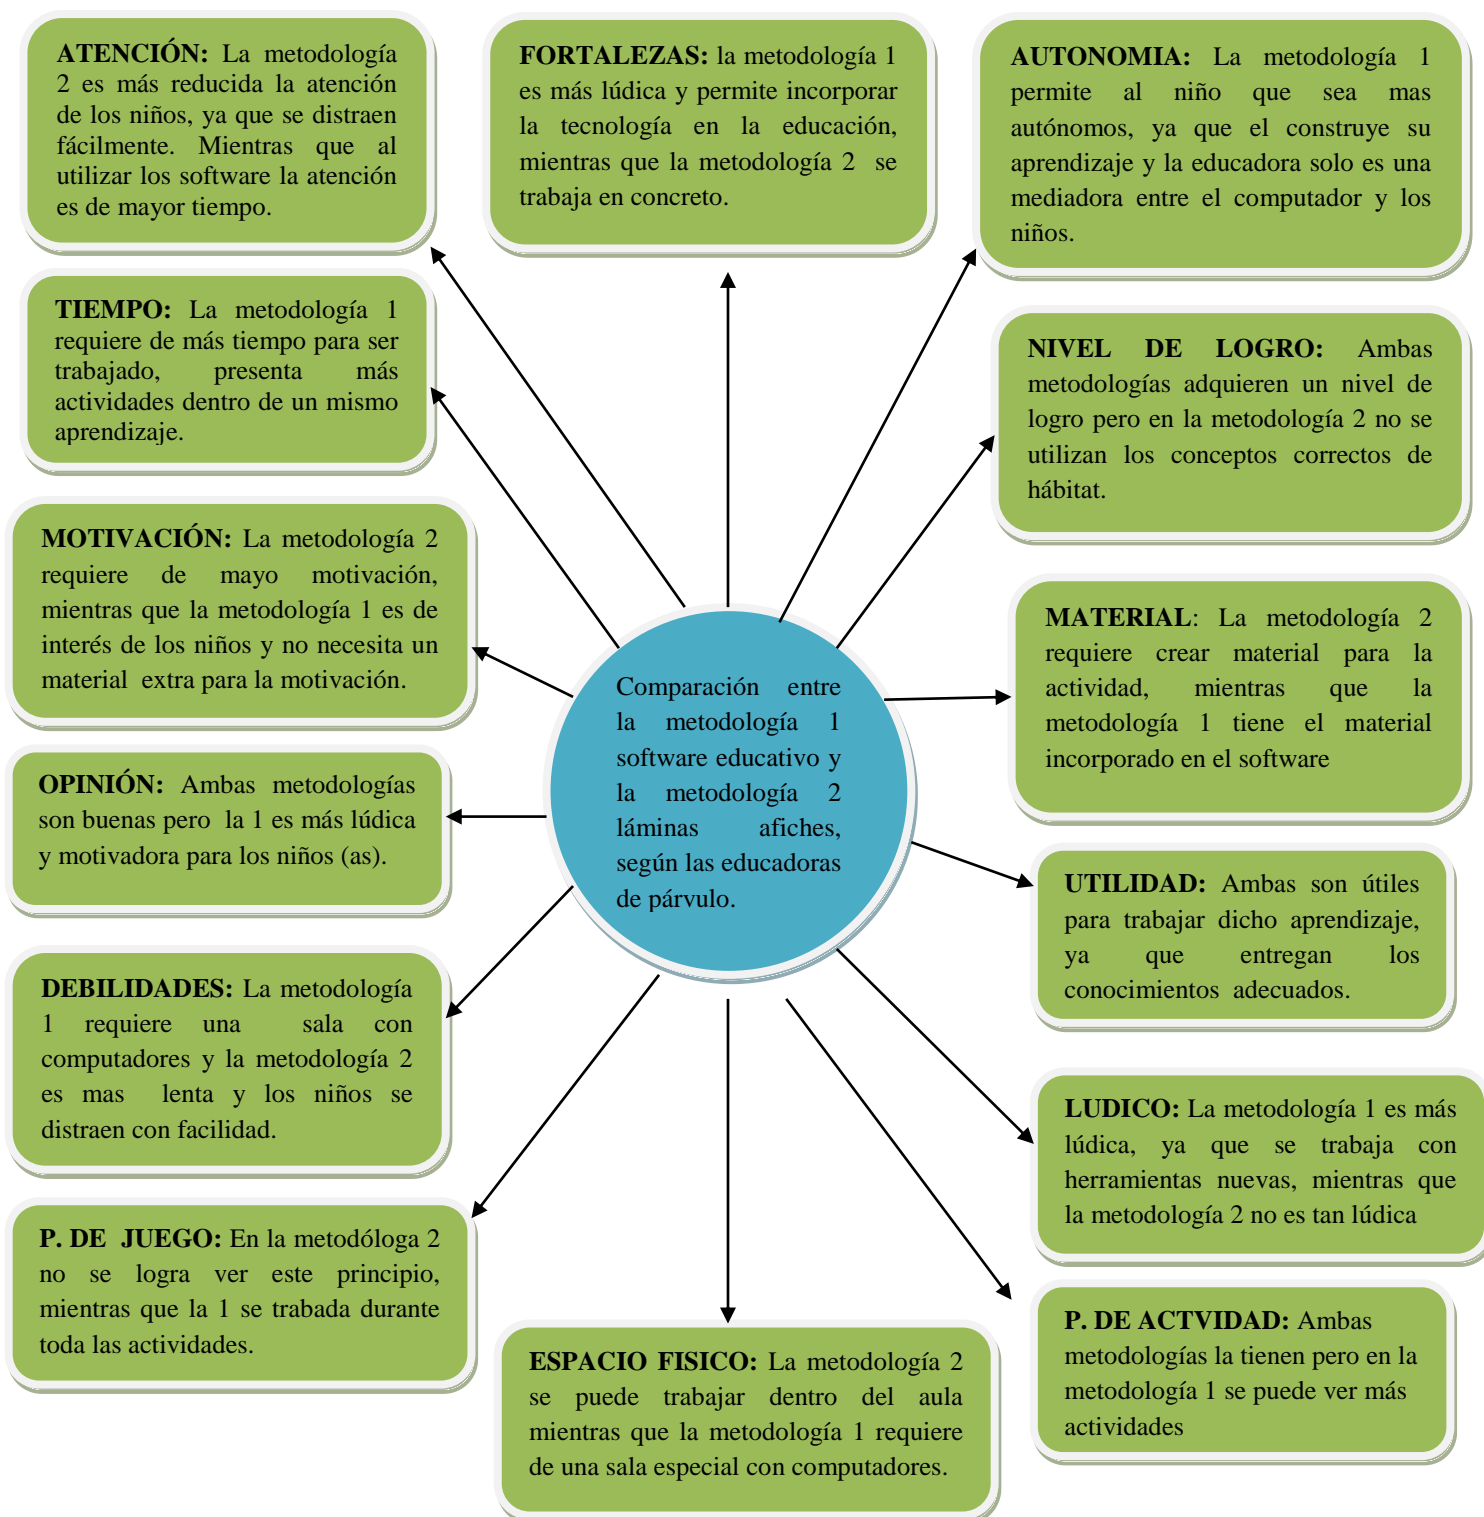 ATENCIÓN: La metodología
2 es más reducida la atención
de los niños, ya que se distraen
fácilmente. Mientras que al
utilizar los software la atención
es de mayor tiempo.
FORTALEZAS: la metodología 1
es más lúdica y permite incorporar
la tecnología en la educación,
mientras que la metodología 2 se
trabaja en concreto.
AUTONOMIA: La metodología 1
permite al niño que sea mas
autónomos, ya que el construye su
aprendizaje y la educadora solo es una
mediadora entre el computador y los
niños.
TIEMPO: La metodología 1
requiere de más tiempo para ser
trabajado, presenta más
actividades dentro de un mismo
aprendizaje.
NIVEL DE LOGRO: Ambas
metodologías adquieren un nivel de
logro pero en la metodología 2 no se
utilizan los conceptos correctos de
hábitat.
MOTIVACIÓN: La metodología 2
requiere de mayo motivación,
mientras que la metodología 1 es de
interés de los niños y no necesita un
material extra para la motivación.
MATERIAL: La metodología 2
requiere crear material para la
actividad, mientras que la
metodología 1 tiene el material
incorporado en el software
Comparación entre
la metodología 1
software educativo y
la metodología 2
láminas afiches,
según las educadoras
de párvulo.
OPINIÓN: Ambas metodologías
son buenas pero la 1 es más lúdica
y motivadora para los niños (as).
UTILIDAD: Ambas son útiles
para trabajar dicho aprendizaje,
ya que entregan los
conocimientos adecuados.
DEBILIDADES: La metodología
1 requiere una sala con
computadores y la metodología 2
es mas lenta y los niños se
distraen con facilidad.
LUDICO: La metodología 1 es más
lúdica, ya que se trabaja con
herramientas nuevas, mientras que
la metodología 2 no es tan lúdica
P. DE JUEGO: En la metodóloga 2
no se logra ver este principio,
mientras que la 1 se trabada durante
toda las actividades.
ESPACIO FISICO: La metodología 2
se puede trabajar dentro del aula
mientras que la metodología 1 requiere
de una sala especial con computadores.
P. DE ACTVIDAD: Ambas
metodologías la tienen pero en la
metodología 1 se puede ver más
actividades